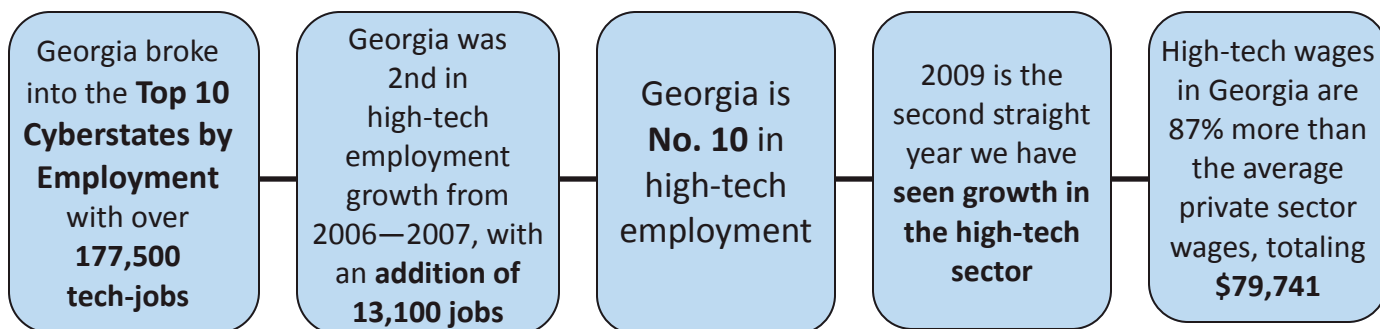 Georgia broke
into the Top 10
Cyberstates by
Employment
with over
177,500
tech-jobs
Georgia was
2nd in
high-tech
employment
growth from
2006—2007, with
an addition of
13,100 jobs
Georgia is
No. 10 in
high-tech
employment
2009 is the
second straight
year we have
seen growth in
the high-tech
sector
High-tech wages
in Georgia are
87% more than
the average
private sector
wages, totaling
$79,741